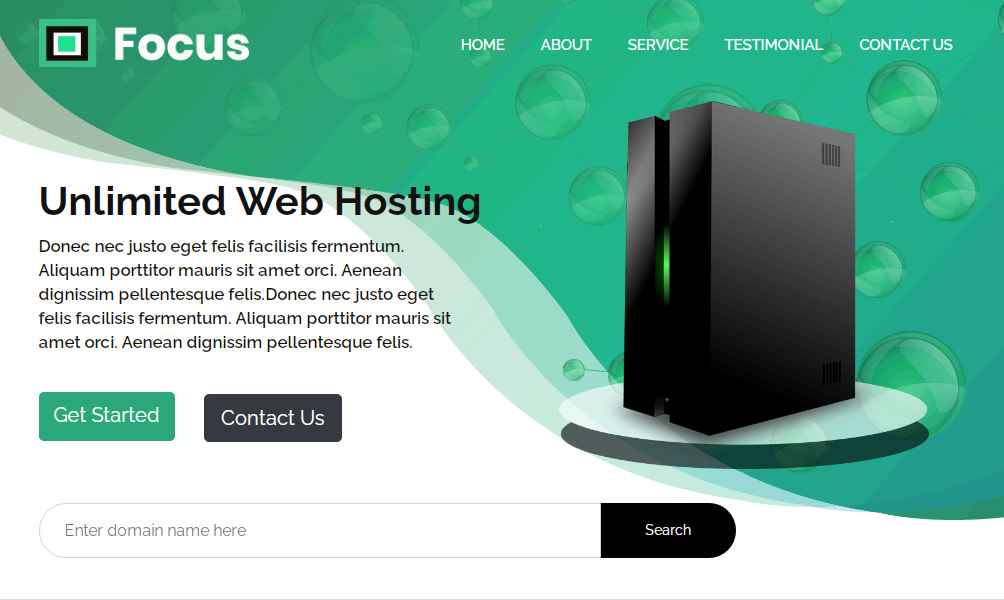 Focus
HOME ABOUT SERVICE TESTIMONIAL CONTACT US
Unlimited Web Hosting
Donec nec justo eget felis facilisis fermentum.
Aliquam porttitor mauris sit amet orci. Aenean
dignissim pellentesque felis.Donec nec justo eget
felis facilisis fermentum. Aliquam porttitor mauris sit
amet orci. Aenean dignissim pellentesque felis.
Get Started Contact Us
Enter domain name here Search